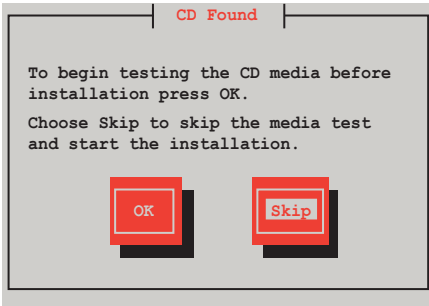 CD Found
To begin testing the CD media before
installation press OK.
Choose Skip to skip the media test
and start the installation.
OK Skip